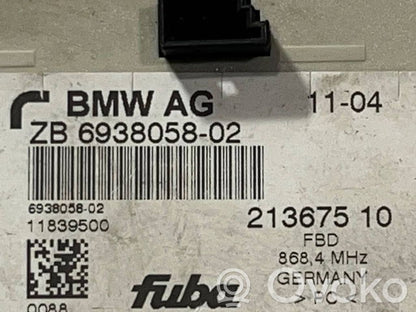 BMW AG 11-04
ZB 6938058-02
6938058-02
11839500
213675 10
FBD
868,4 MHz
GERMANY
> PC <
fuba
0088
Ovoko